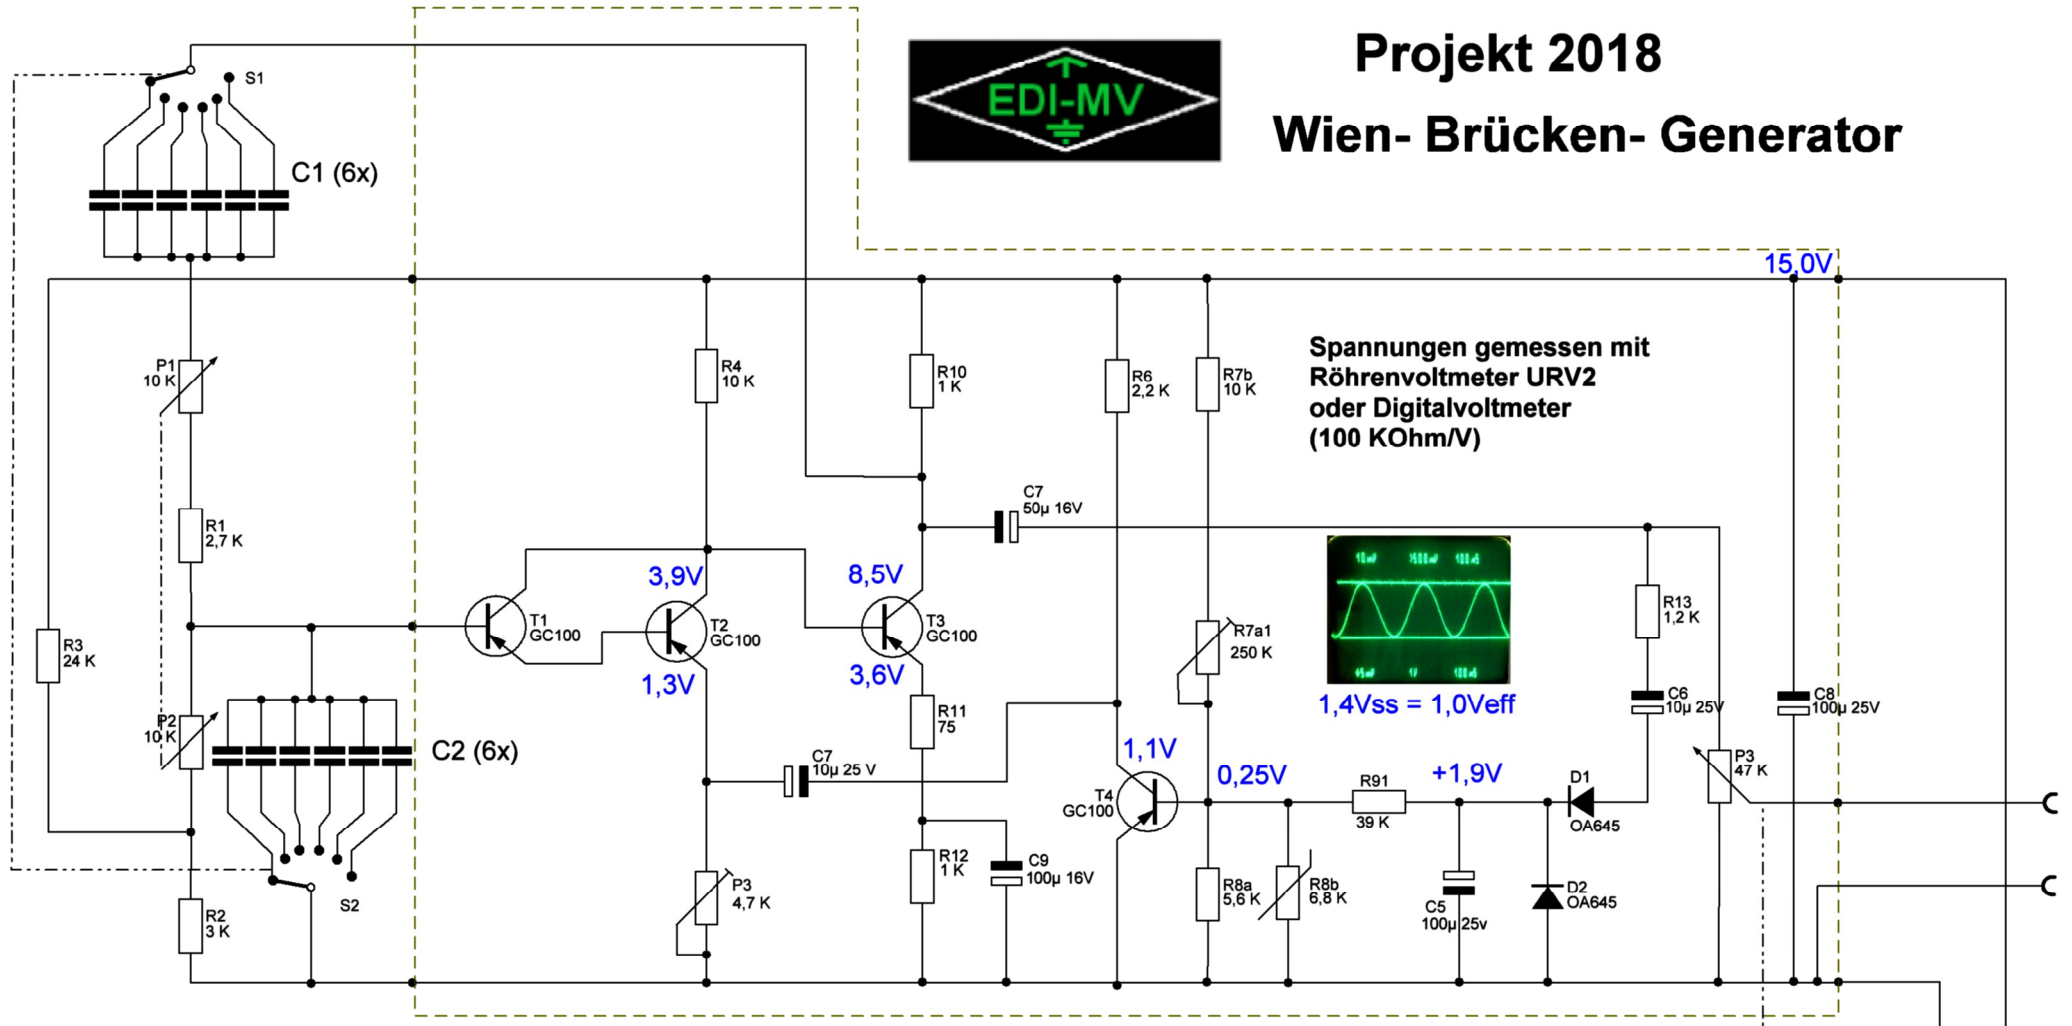 Projekt 2018
EDI-MV
Wien- Brücken- Generator
S1
C1 (6x)
15,0V
Spannungen gemessen mit
Röhrenvoltmeter URV2
oder Digitalvoltmeter
(100 KOhm/V)
P1
10 K
R4
10 K
R10
1 K
R6
2,2 K
R7b
10 K
R1
2,7 K
C7
50µ 16V
3,9V
8,5V
T1
GC100
T2
GC100
T3
GC100
R7a1
250 K
R13
1,2 K
R3
24 K
1,3V
3,6V
1,4Vss = 1,0Veff
C6
10µ 25V
C8
100µ 25V
P2
10 K
C2 (6x)
R11
75
C7
10µ 25 V
1,1V
0,25V
+1,9V
P3
47 K
T4
GC100
R91
39 K
D1
OA645
R12
1 K
C9
100µ 16V
P3
4,7 K
R8a
5,6 K
R8b
6,8 K
C5
100µ 25v
D2
OA645
S2
R2
3 K